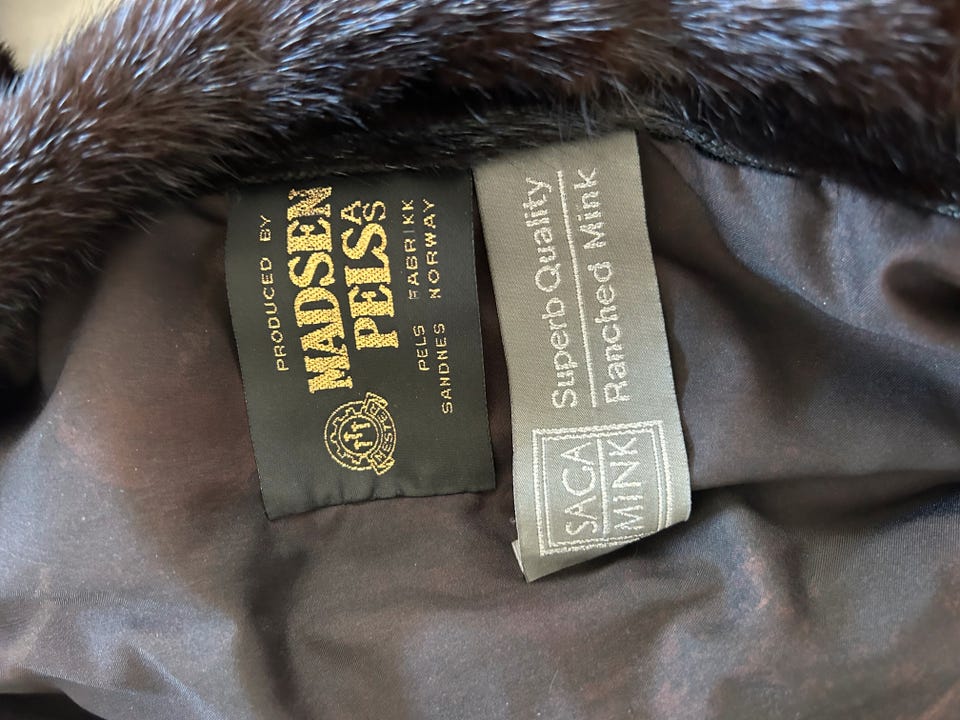 PRODUCED BY
MADSEN
PELS A/S
PELS FABRIKK
SANDNES NORWAY
MESTER
Superb Quality
Ranched Mink
SAGA
MINK